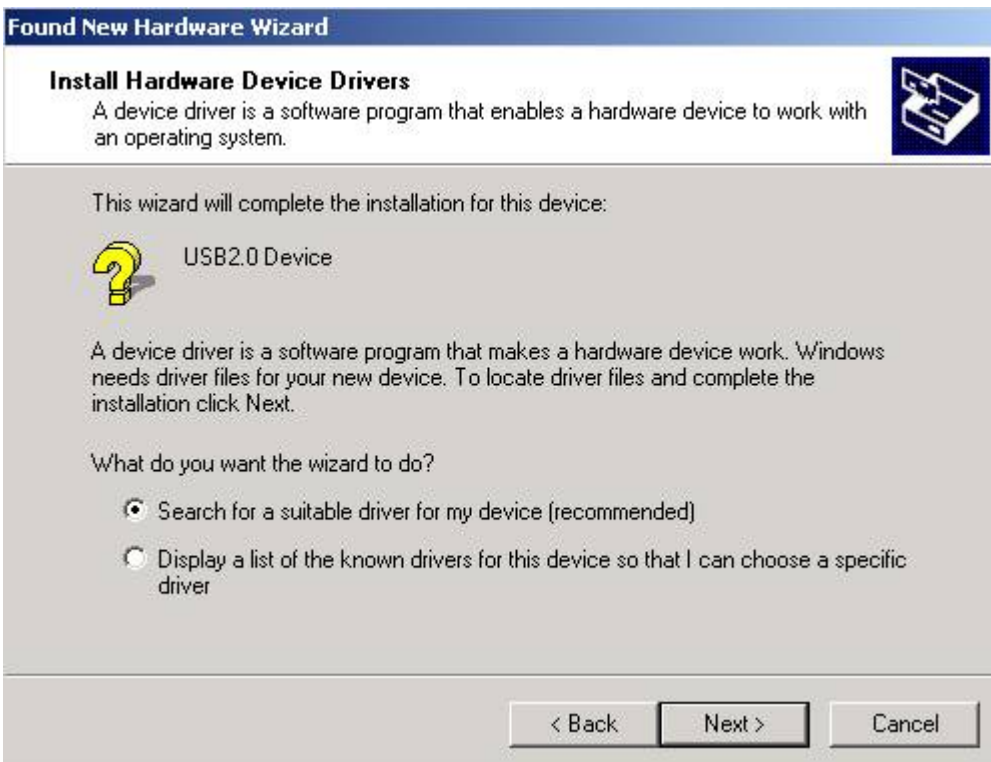 Found New Hardware Wizard
Install Hardware Device Drivers
A device driver is a software program that enables a hardware device to work with
an operating system.
This wizard will complete the installation for this device:
USB2.0 Device
A device driver is a software program that makes a hardware device work. Windows
needs driver files for your new device. To locate driver files and complete the
installation click Next.
What do you want the wizard to do?
Search for a suitable driver for my device (recommended)
Display a list of the known drivers for this device so that I can choose a specific
driver
< Back
Next >
Cancel